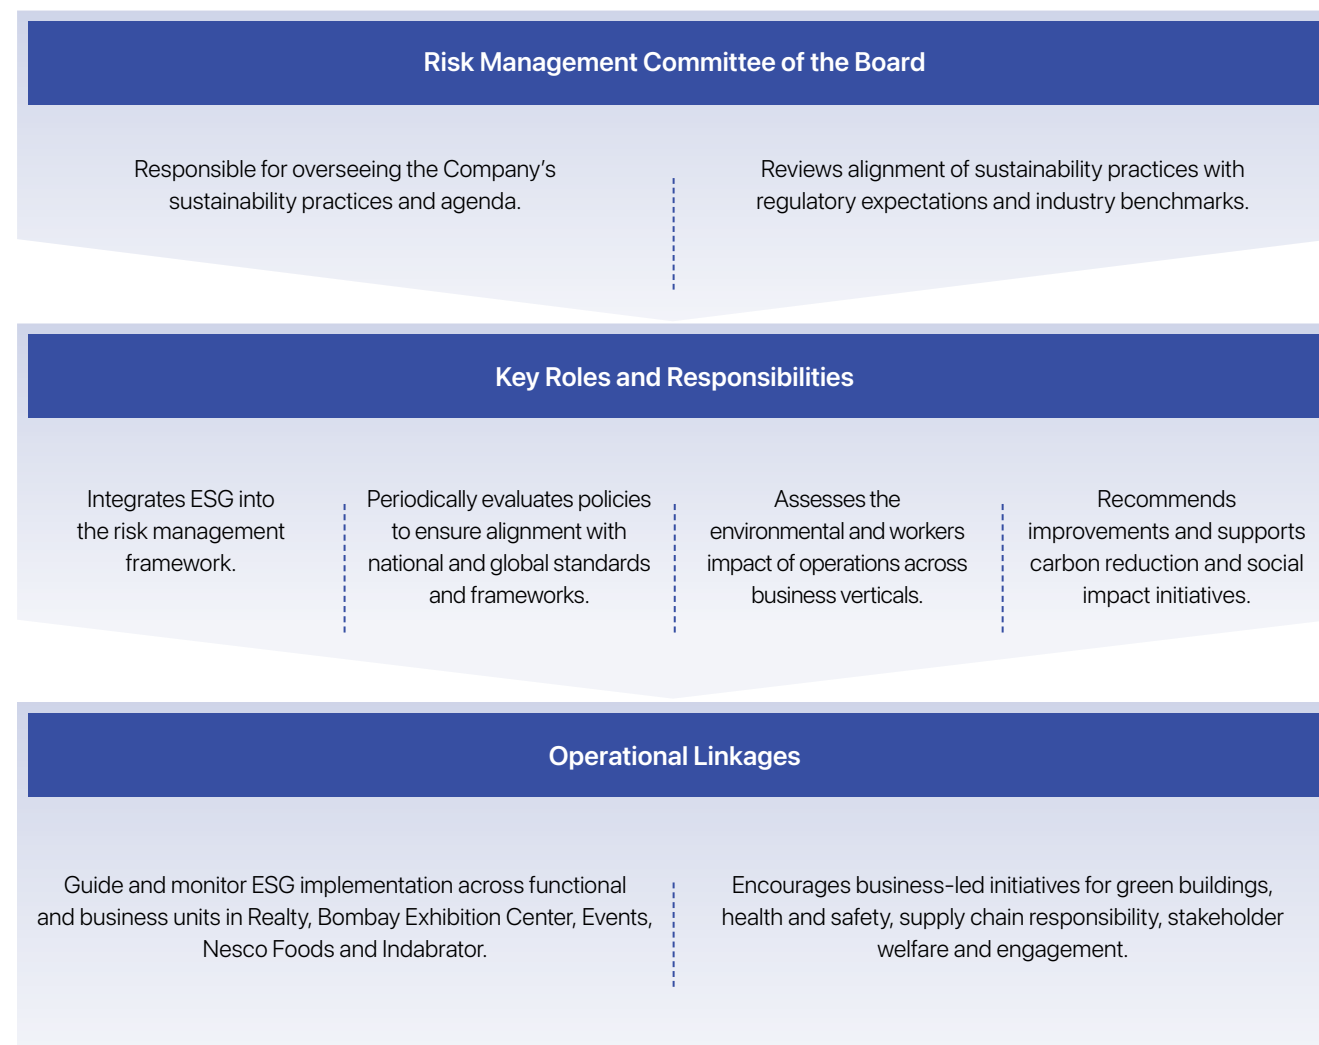 Risk Management Committee of the Board
Responsible for overseeing the Company’s
sustainability practices and agenda.
Reviews alignment of sustainability practices with
regulatory expectations and industry benchmarks.
Key Roles and Responsibilities
Integrates ESG into
the risk management
framework.
Periodically evaluates policies
to ensure alignment with
national and global standards
and frameworks.
Assesses the
environmental and workers
impact of operations across
business verticals.
Recommends
improvements and supports
carbon reduction and social
impact initiatives.
Operational Linkages
Guide and monitor ESG implementation across functional
and business units in Realty, Bombay Exhibition Center, Events,
Nesco Foods and Indabrator.
Encourages business-led initiatives for green buildings,
health and safety, supply chain responsibility, stakeholder
welfare and engagement.